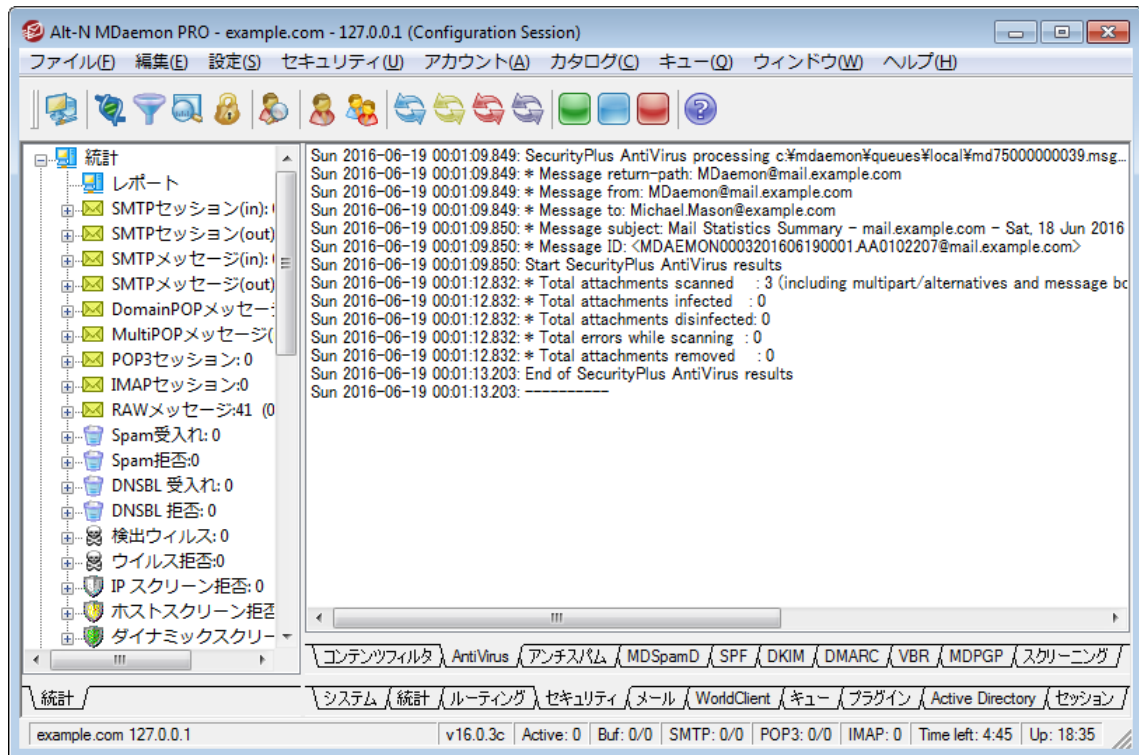 Alt-N MDaemon PRO - example.com - 127.0.0.1 (Configuration Session)
ファイル(F) 編集(E) 設定(S) セキュリティ(U) アカウント(A) カタログ(C) キュー(Q) ウィンドウ(W) ヘルプ(H)
統計
レポート
SMTPセッション(in):
SMTPセッション(out)
SMTPメッセージ(in):
SMTPメッセージ(out)
DomainPOPメッセー
MultiPOPメッセージ(
POP3セッション: 0
IMAPセッション:0
RAWメッセージ:41 (0
Spam受入れ: 0
Spam拒否:0
DNSBL 受入れ: 0
DNSBL 拒否: 0
検出ウィルス: 0
ウイルス拒否:0
IP スクリーン拒否: 0
ホストスクリーン拒否
ダイナミックスクリー
統計
Sun 2016-06-19 00:01:09.849: SecurityPlus AntiVirus processing c:¥mdaemon¥queues¥local¥md75000000039.msg...
Sun 2016-06-19 00:01:09.849: * Message return-path: MDaemon@mail.example.com
Sun 2016-06-19 00:01:09.849: * Message from: MDaemon@mail.example.com
Sun 2016-06-19 00:01:09.849: * Message to: Michael.Mason@example.com
Sun 2016-06-19 00:01:09.850: * Message subject: Mail Statistics Summary - mail.example.com - Sat, 18 Jun 2016
Sun 2016-06-19 00:01:09.850: * Message ID: <MDAEMON0003201606190001.AA0102207@mail.example.com>
Sun 2016-06-19 00:01:09.850: Start SecurityPlus AntiVirus results
Sun 2016-06-19 00:01:12.832: * Total attachments scanned : 3 (including multipart/alternatives and message bo
Sun 2016-06-19 00:01:12.832: * Total attachments infected : 0
Sun 2016-06-19 00:01:12.832: * Total attachments disinfected: 0
Sun 2016-06-19 00:01:12.832: * Total errors while scanning : 0
Sun 2016-06-19 00:01:12.832: * Total attachments removed : 0
Sun 2016-06-19 00:01:13.203: End of SecurityPlus AntiVirus results
Sun 2016-06-19 00:01:13.203: ----------
コンテンツフィルタ AntiVirus アンチスパム MDSpamD SPF DKIM DMARC VBR MDPGP スクリーニング
システム 統計 ルーティング セキュリティ メール WorldClient キュー プラグイン Active Directory セッション
example.com 127.0.0.1 v16.0.3c Active: 0 Buf: 0/0 SMTP: 0/0 POP3: 0/0 IMAP: 0 Time left: 4:45 Up: 18:35